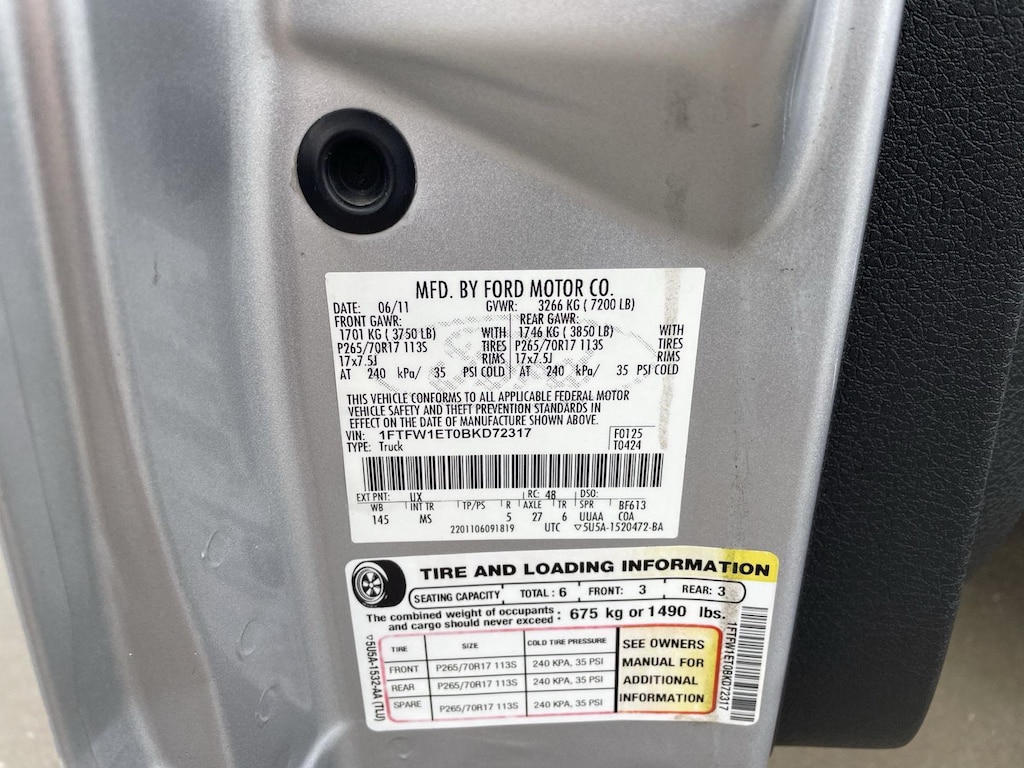 MFD. BY FORD MOTOR CO.
DATE: 06/11 GVWR: 3266 KG ( 7200 LB)
FRONT GAWR: REAR GAWR:
1701 KG ( 3750 LB) WITH 1746 KG ( 3850 LB) WITH
P265/70R17 113S TIRES P265/70R17 113S TIRES
17x7.5J RIMS 17x7.5J RIMS
AT 240 kPa/ 35 PSI COLD AT 240 kPa/ 35 PSI COLD
Ford
THIS VEHICLE CONFORMS TO ALL APPLICABLE FEDERAL MOTOR
VEHICLE SAFETY AND THEFT PREVENTION STANDARDS IN
EFFECT ON THE DATE OF MANUFACTURE SHOWN ABOVE.
VIN: 1FTFW1ET0BKD72317 F0125
TYPE: Truck T0424
EXT PNT: UX RC: 48 DSO:
WB INT TR TP/PS R AXLE TR SPR BF613
145 MS 5 27 6 UUAA COA
2201106091819 UTC ▽5U5A-1520472-BA
TIRE AND LOADING INFORMATION
SEATING CAPACITY TOTAL : 6 FRONT: 3 REAR: 3
The combined weight of occupants
and cargo should never exceed : 675 kg or 1490 lbs.
TIRE SIZE COLD TIRE PRESSURE
FRONT P265/70R17 113S 240 KPA, 35 PSI
REAR P265/70R17 113S 240 KPA, 35 PSI
SPARE P265/70R17 113S 240 KPA, 35 PSI
SEE OWNERS
MANUAL FOR
ADDITIONAL
INFORMATION
▽5U5A-1532-AA (TLU)
1FTFW1ET0BKD72317